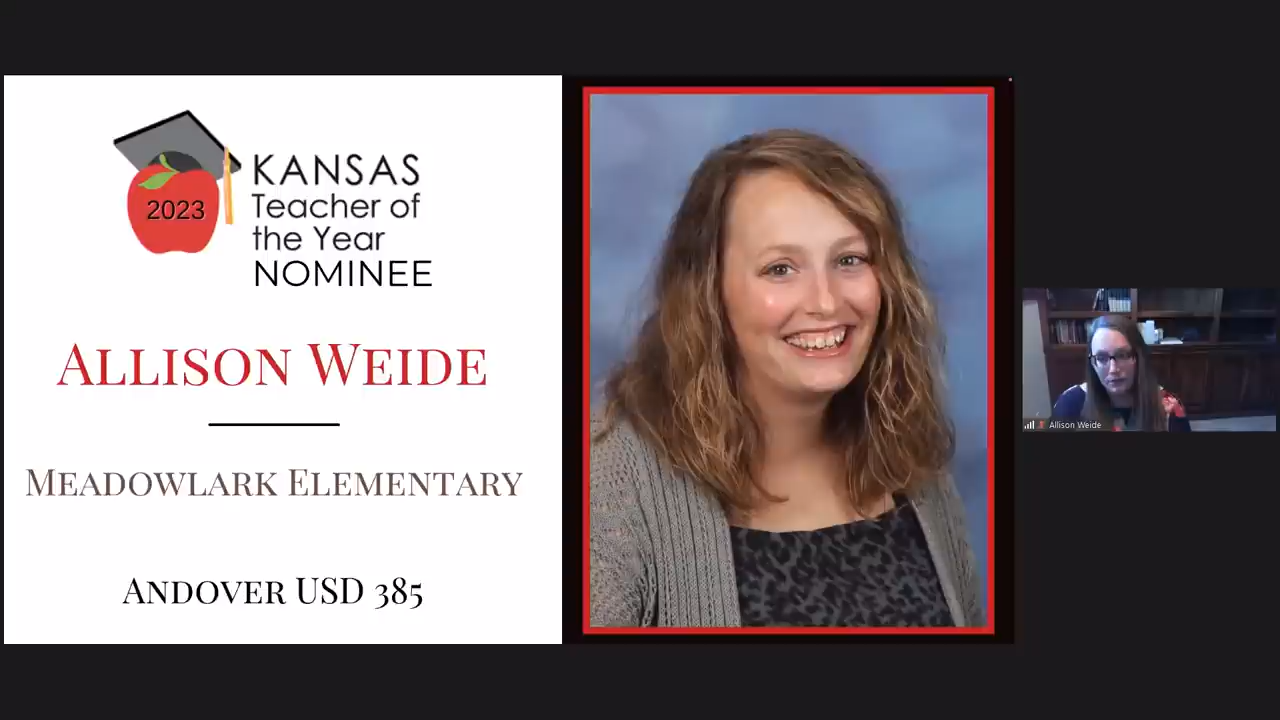 2023
KANSAS
Teacher of
the Year
NOMINEE
ALLISON WEIDE
MEADOWLARK ELEMENTARY
ANDOVER USD 385
Allison Weide